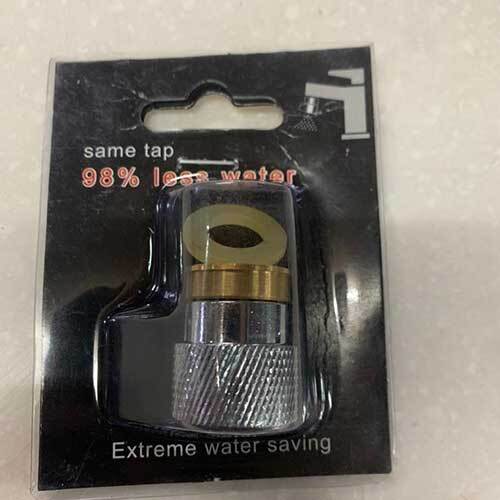 same tap
98% less water
Extreme water saving